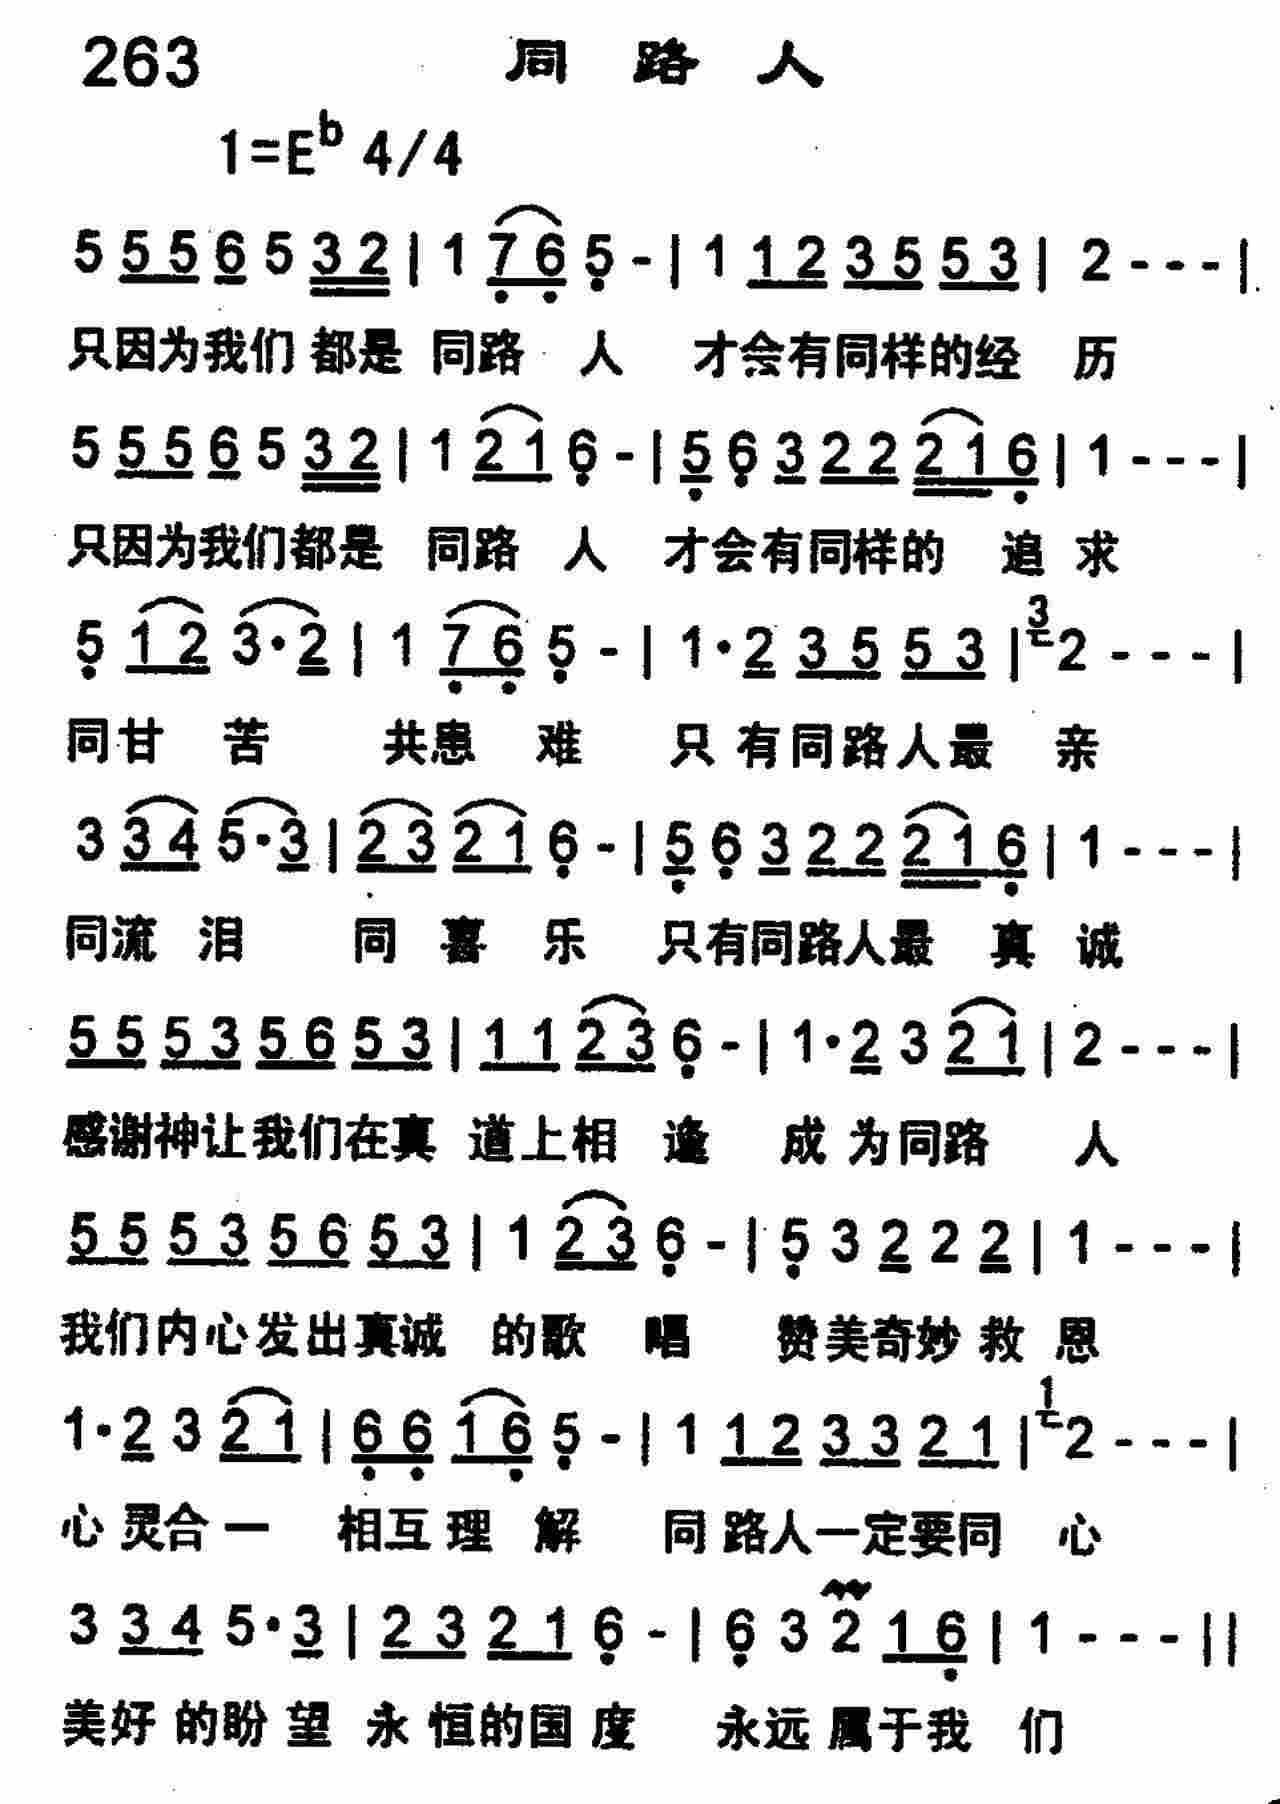 263 同路人
1=E♭ 4/4
5 5 5 6 5 3 2 | 1 7 6 5 - | 1 1 2 3 5 5 3 | 2 - - - |
只因为我们 都是 同路 人 才会有同样的经 历
5 5 5 6 5 3 2 | 1 2 1 6 - | 5 6 3 2 2 2 1 6 | 1 - - - |
只因为我们都是 同路 人 才会有同样的 追 求
5 1 2 3·2 | 1 7 6 5 - | 1·2 3 5 5 3 | 3 2 - - - |
同甘 苦 共患 难 只有同路人最 亲
3 3 4 5·3 | 2 3 2 1 6 - | 5 6 3 2 2 2 1 6 | 1 - - - |
同流 泪 同 喜 乐 只有同路人最 真 诚
5 5 5 3 5 6 5 3 | 1 1 2 3 6 - | 1·2 3 2 1 | 2 - - - |
感谢神让我们在真 道上相 逢 成为同路 人
5 5 5 3 5 6 5 3 | 1 2 3 6 - | 5 3 2 2 2 | 1 - - - |
我们内心发出真诚 的歌 唱 赞美奇妙救 恩
1·2 3 2 1 | 6 6 1 6 5 - | 1 1 2 3 3 2 1 | 1 2 - - - |
心灵合一 相互理 解 同路人一定要同 心
3 3 4 5·3 | 2 3 2 1 6 - | 6 3 2 1 6 | 1 - - - ||
美好的盼望 永恒的国度 永远属于我 们